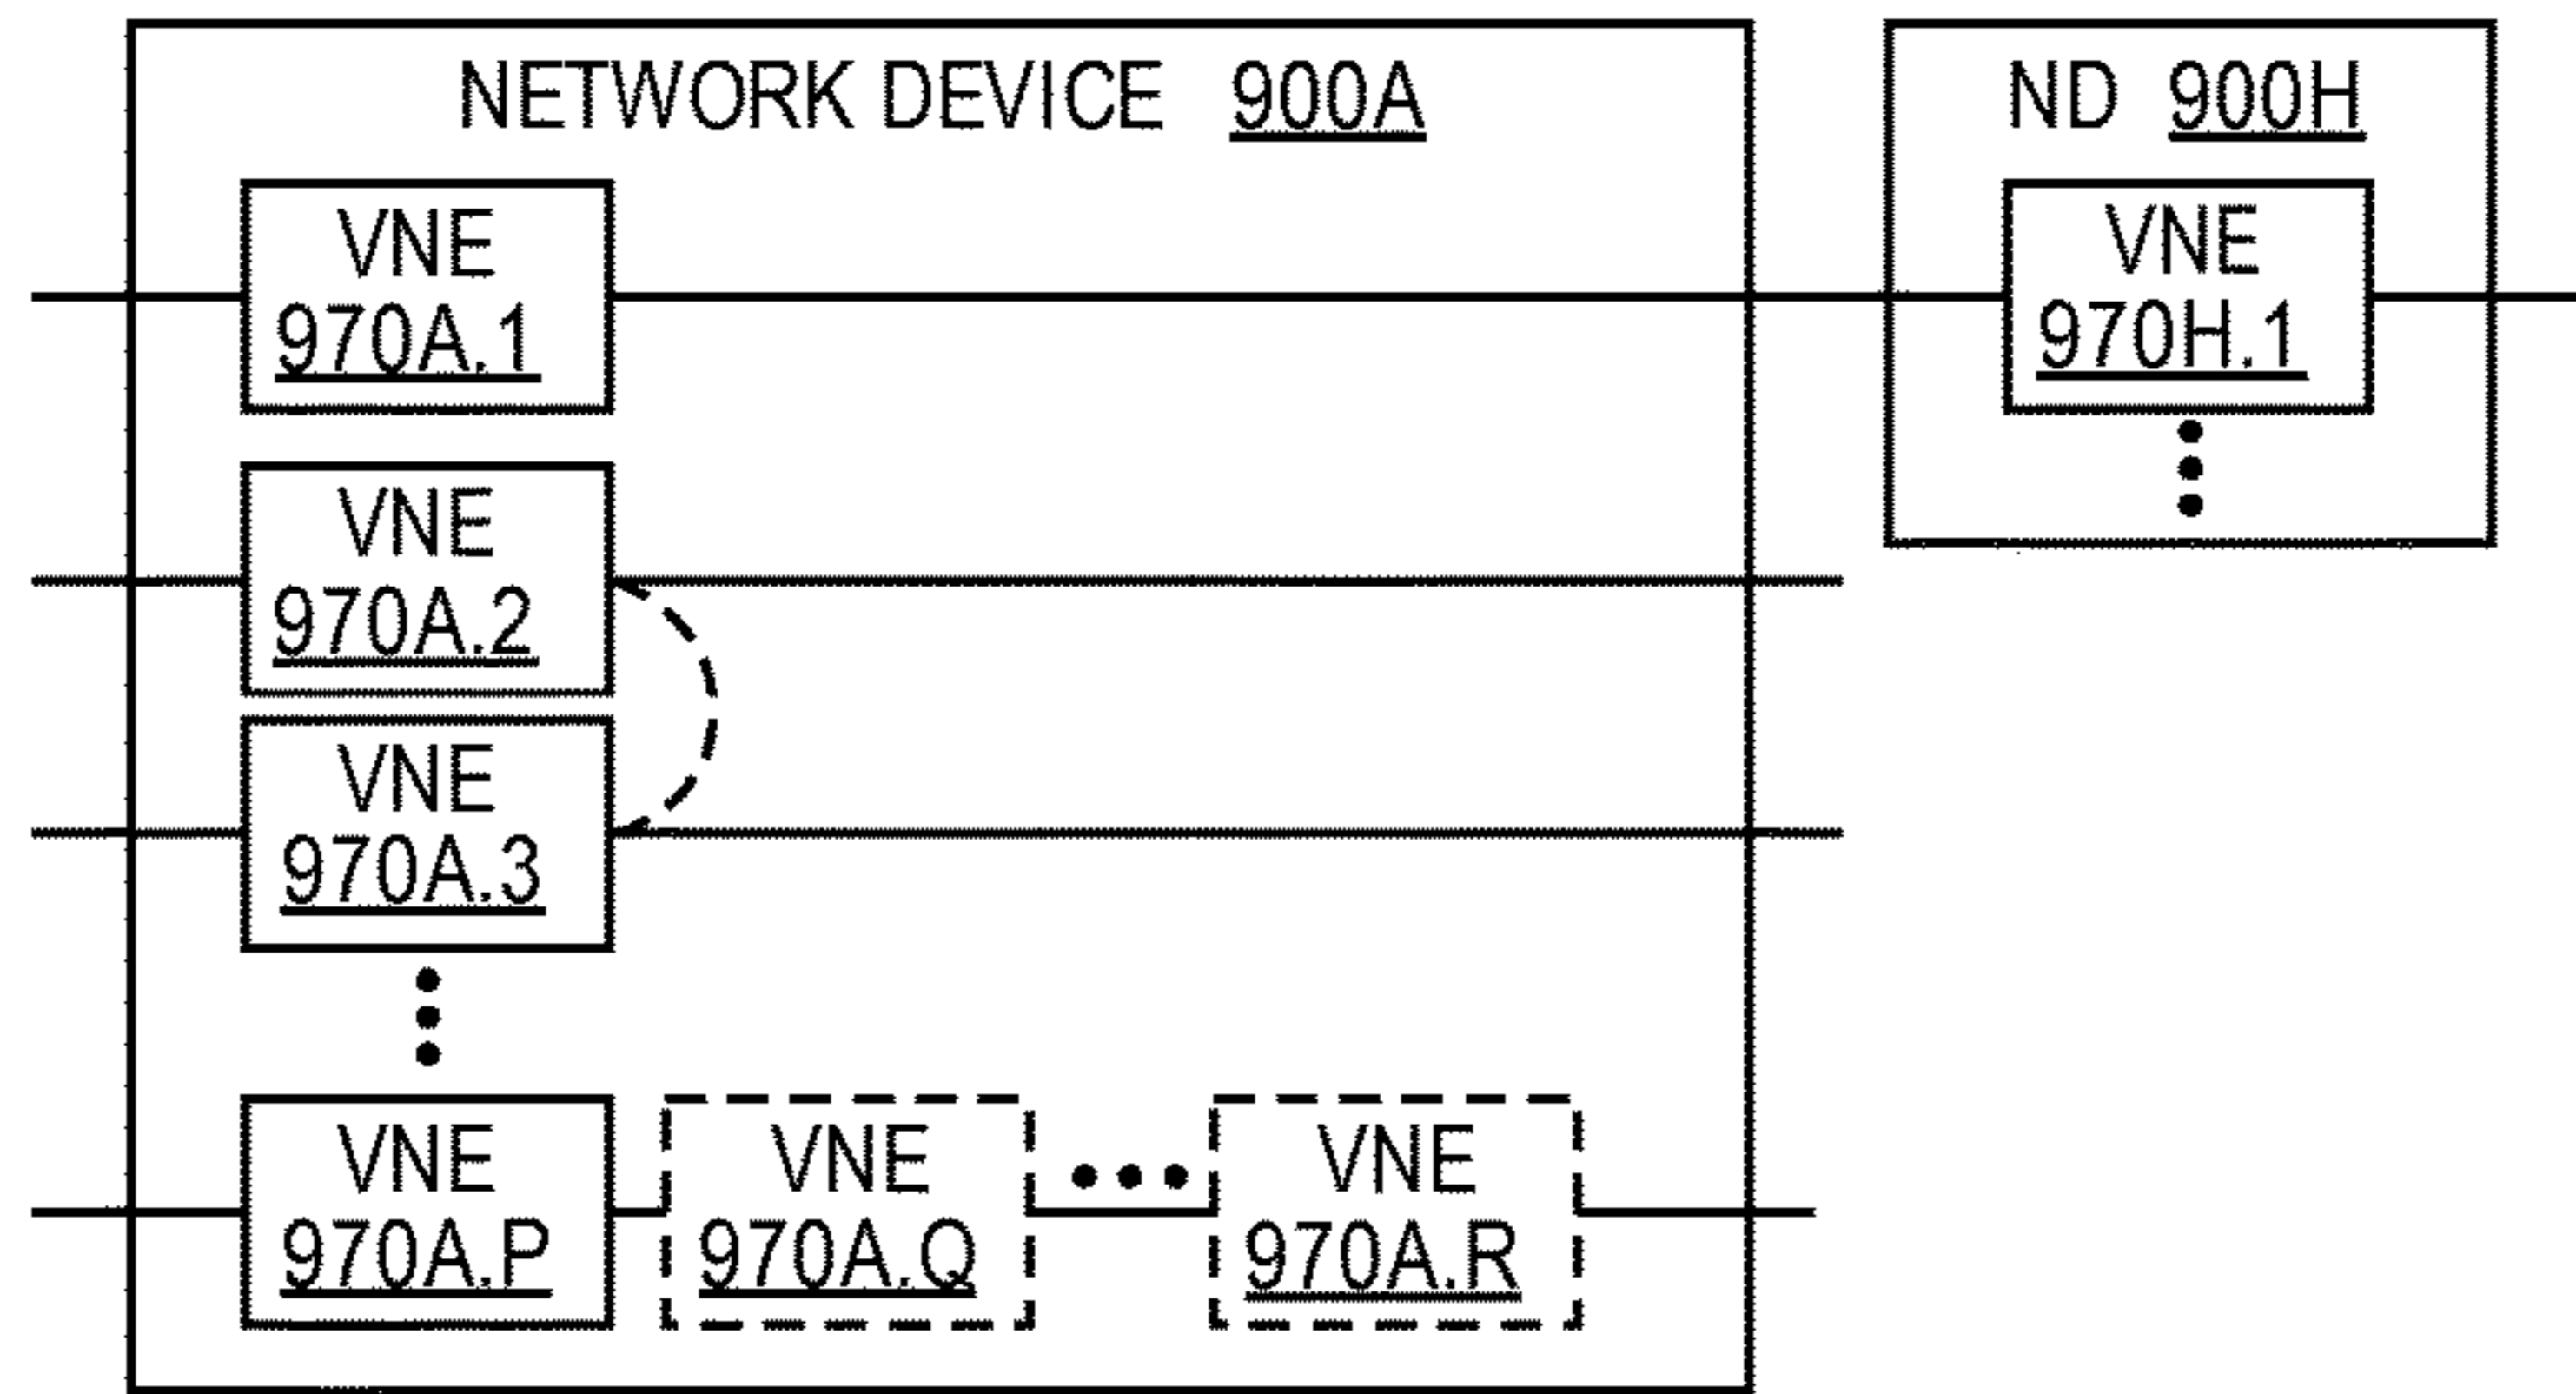 NETWORK DEVICE 900A
ND 900H
VNE
970A.1
VNE
970H.1
VNE
970A.2
VNE
970A.3
VNE
970A.P
VNE
970A.Q
VNE
970A.R